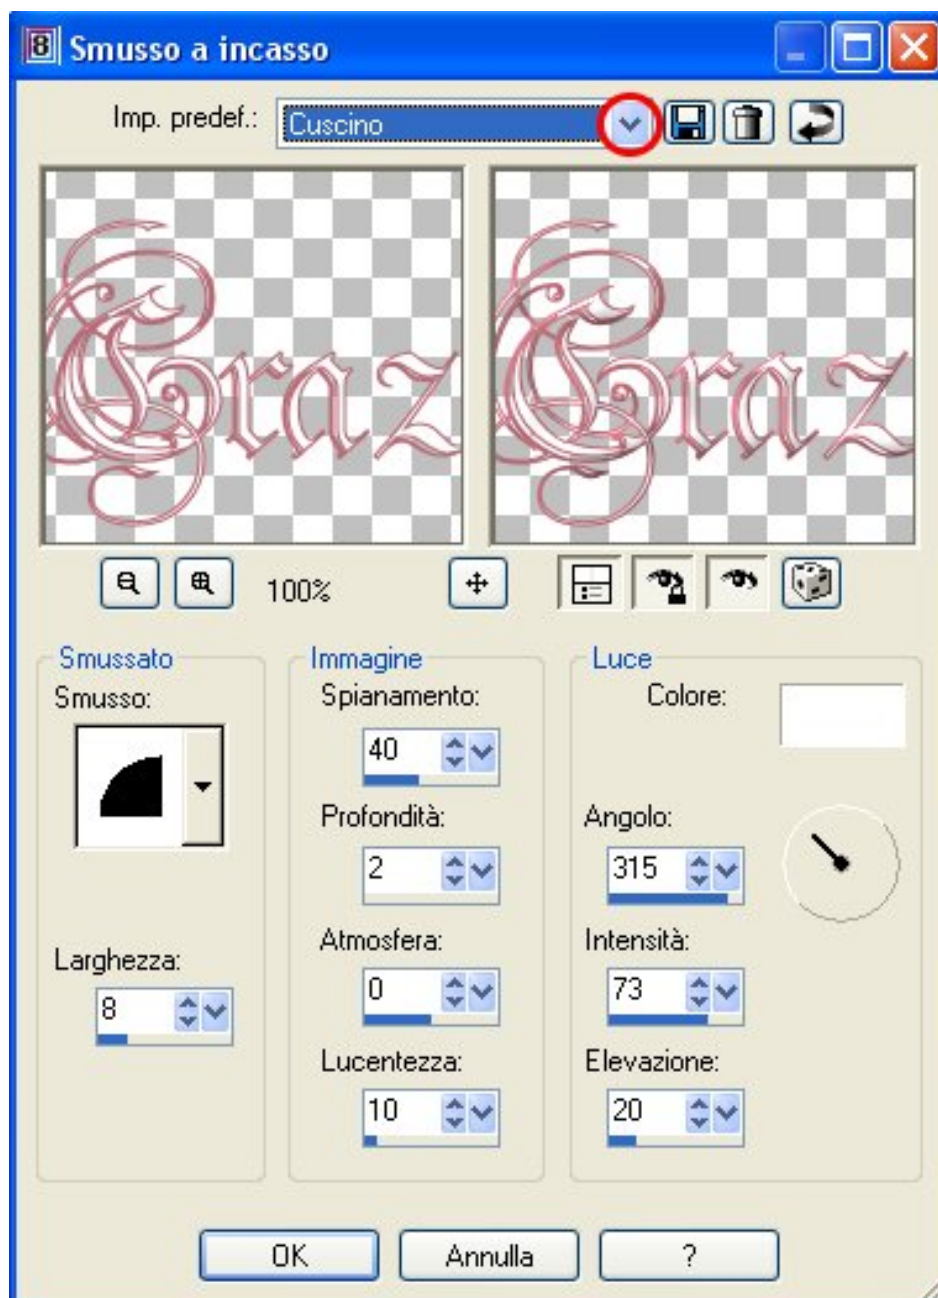 8 Smusso a incasso
Imp. predef.: Cuscino
Graz Graz
100%
Smussato Immagine Luce
Smusso: Spianamento: Colore:
40
Profondità: Angolo:
2 315
Larghezza: Atmosfera: Intensità:
8 0 73
Lucentezza: Elevazione:
10 20
OK Annulla ?